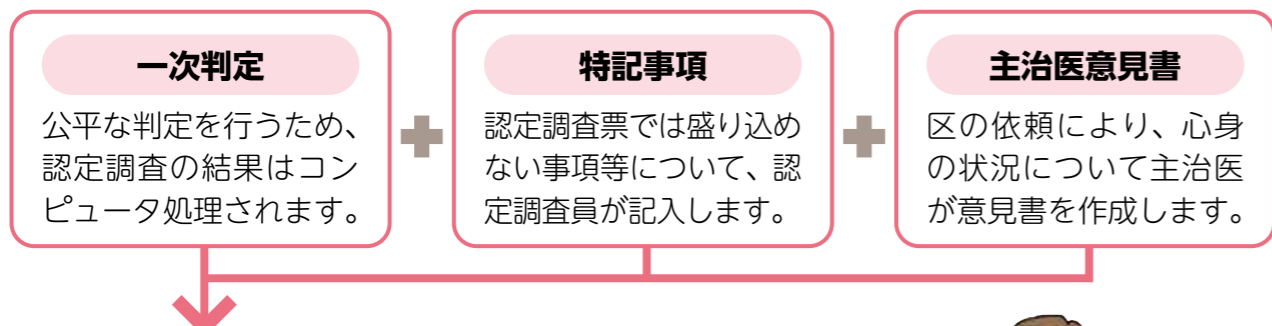 一次判定
公平な判定を行うため、
認定調査の結果はコン
ピュータ処理されます。
特記事項
認定調査票では盛り込め
ない事項等について、認
定調査員が記入します。
主治医意見書
区の依頼により、心身
の状況について主治医
が意見書を作成します。